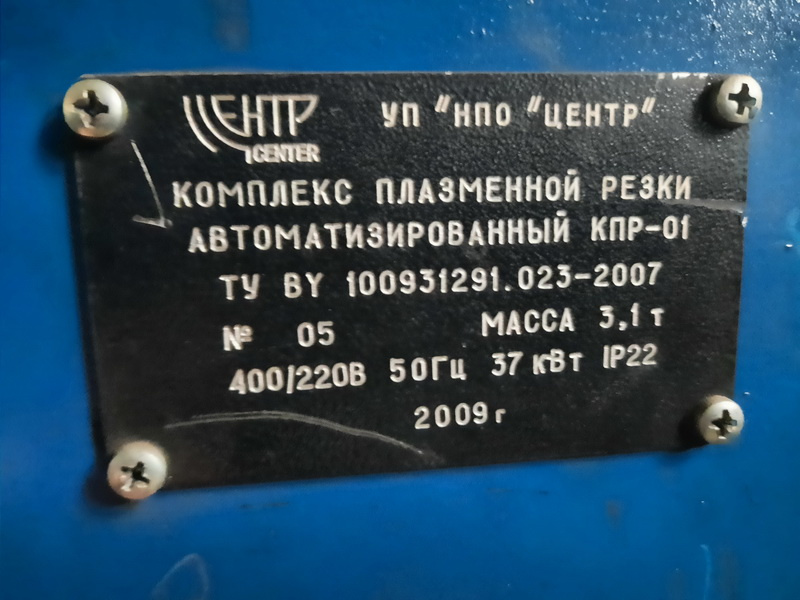 ЦЕНТР
CENTER
УП "НПО "ЦЕНТР"
КОМПЛЕКС ПЛАЗМЕННОЙ РЕЗКИ
АВТОМАТИЗИРОВАННЫЙ КПР-01
ТУ BY 100931291.023-2007
№ 05 МАССА 3,1 т
400/220В 50Гц 37 кВт IP22
2009 г